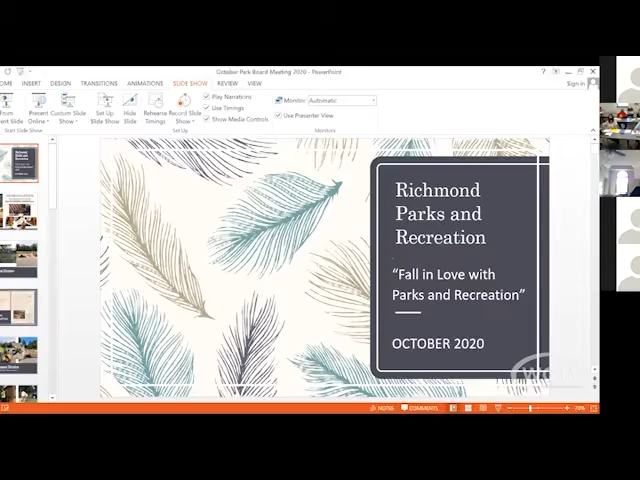 October Park Board Meeting 2020 - PowerPoint
Sign in
INSERT DESIGN TRANSITIONS ANIMATIONS SLIDE SHOW REVIEW VIEW
Play Narrations
Use Timings
Show Media Controls
Monitor: Automatic
Use Presenter View
Present Online
Custom Slide Show
Set Up Slide Show
Hide Slide
Rehearse Timings
Record Slide Show
Start Slide Show
Set Up
Monitors
Richmond
Parks and
Recreation
“Fall in Love with
Parks and Recreation”
OCTOBER 2020
NOTES
COMMENTS
70%